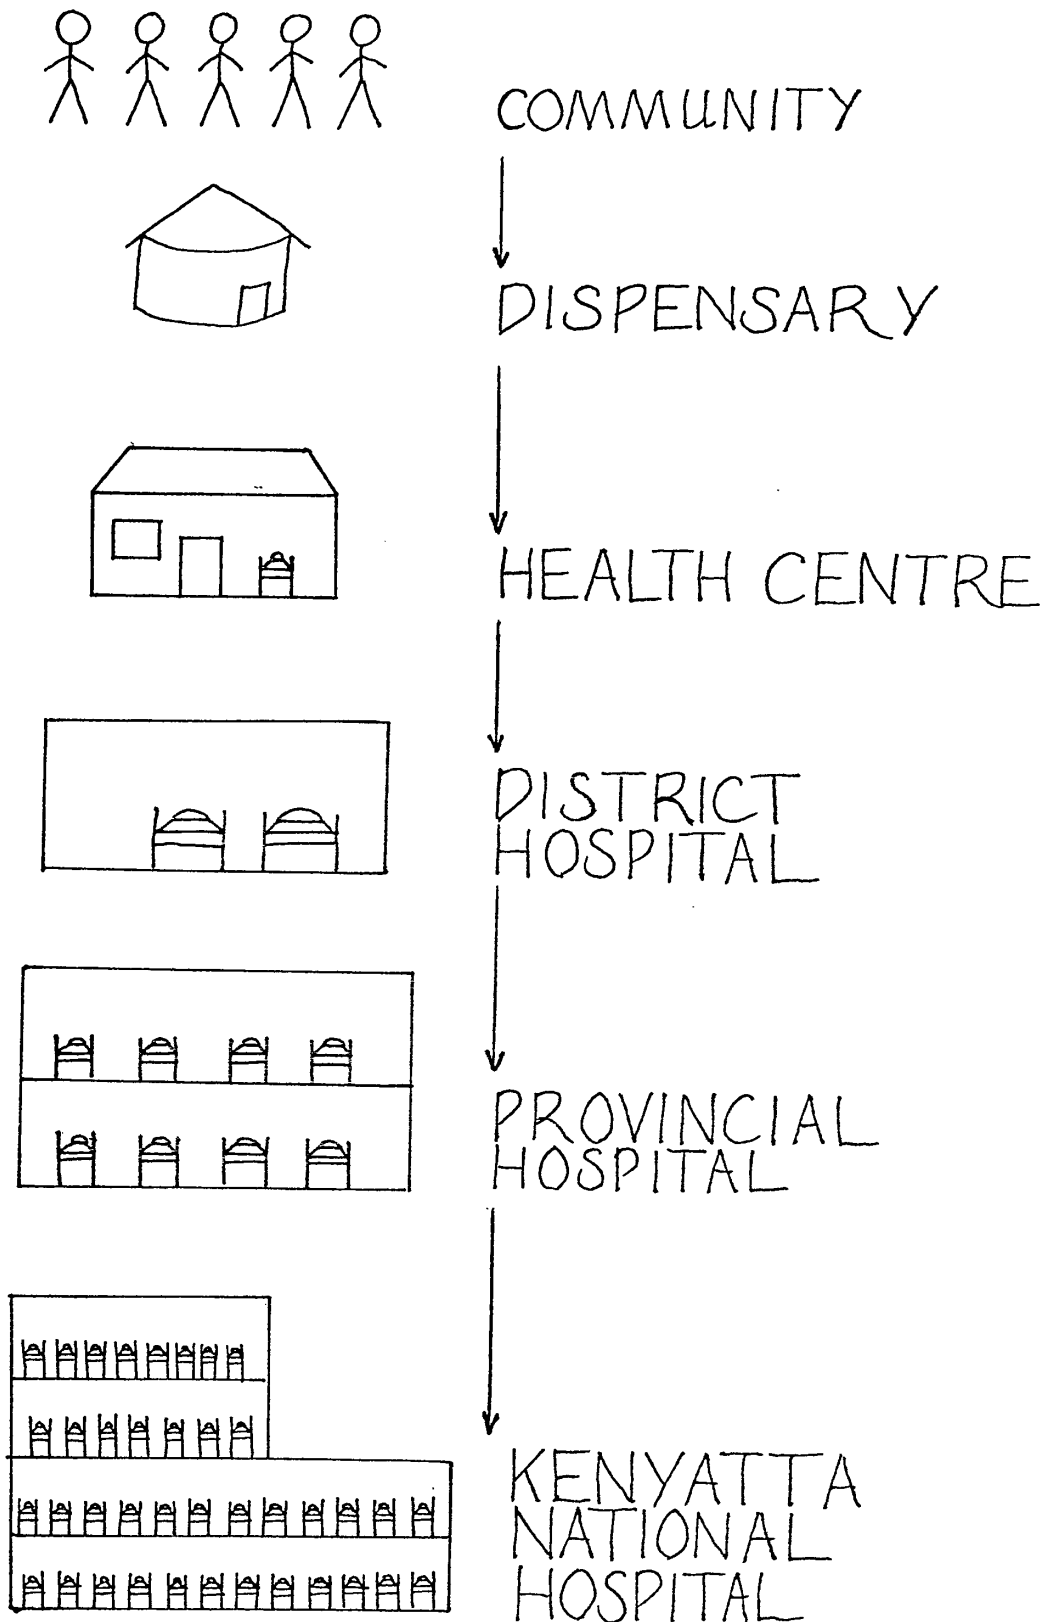 COMMUNITY
DISPENSARY
HEALTH CENTRE
DISTRICT
HOSPITAL
PROVINCIAL
HOSPITAL
KENYATTA
NATIONAL
HOSPITAL